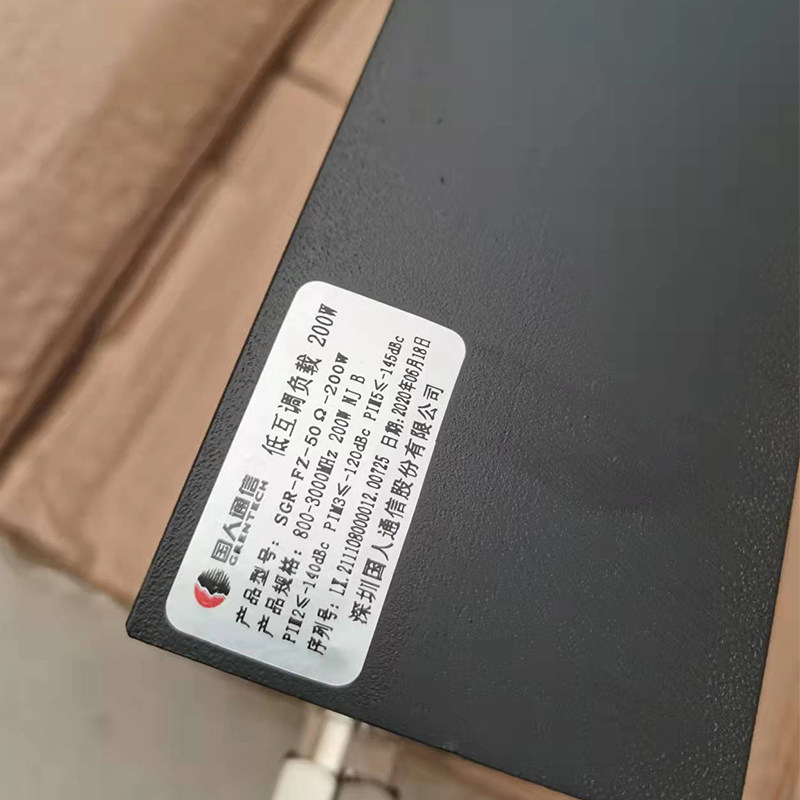 国人通信
GRENTECH
低互调负载 200W
产品型号: SGR-FZ-50Ω-200W
产品规格: 800-3000MHz 200W NJ B
PIM2≤-140dBc PIM3≤-120dBc PIM5≤-145dBc
序列号: LX.211108000012.00725 日期:2020年06月18日
深圳国人通信股份有限公司